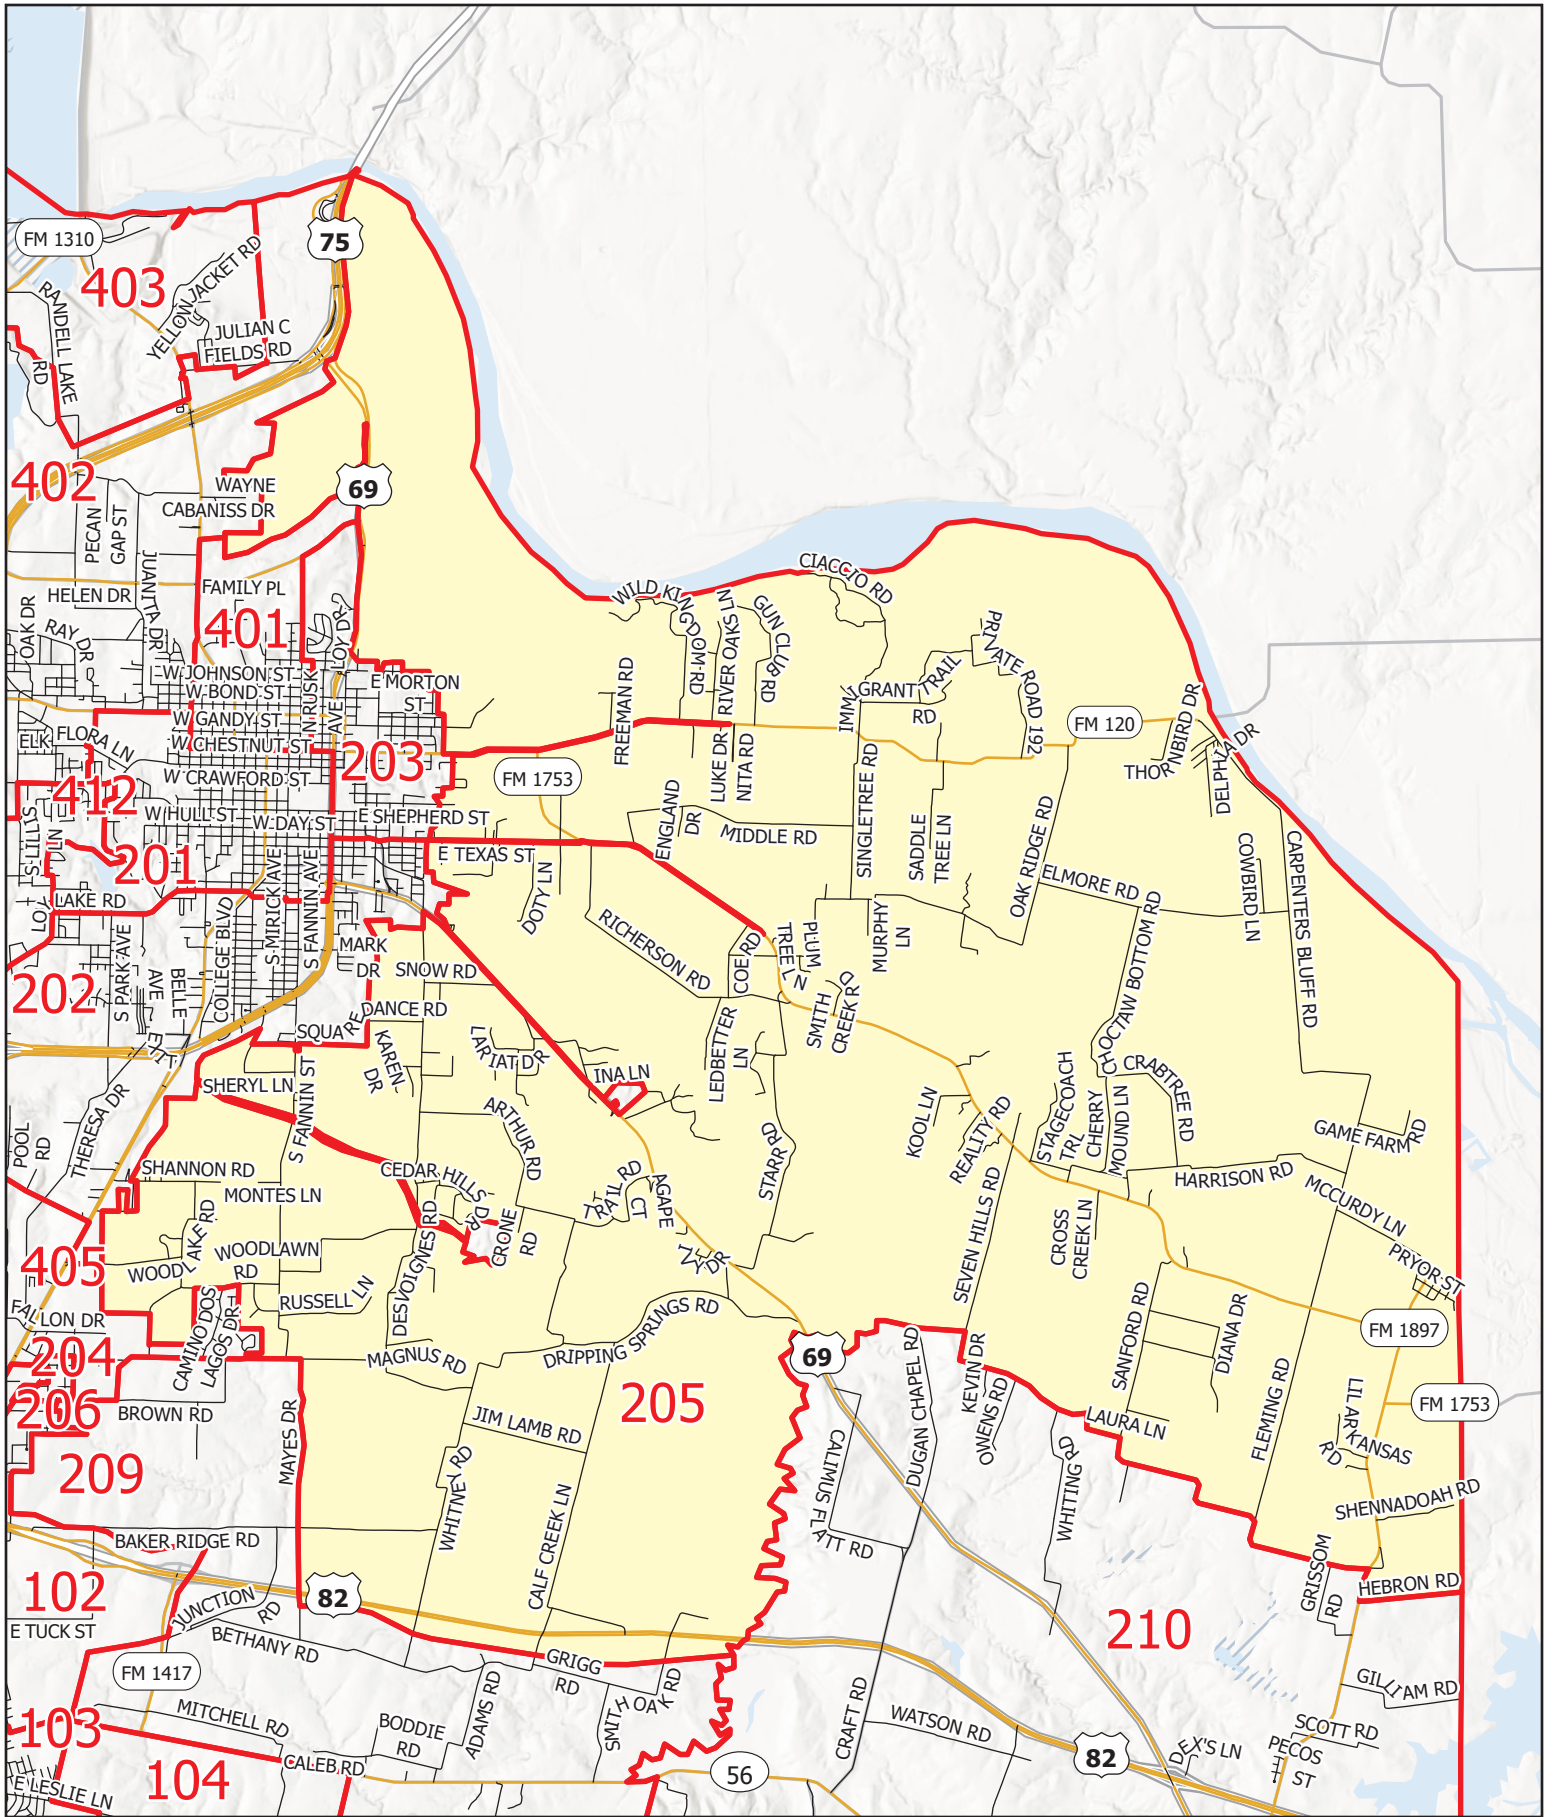 FM 1310
75
403
YELLOW JACKET RD
RANDELL LAKE
RD
JULIAN C
FIELDS RD
402
WAYNE
CABANISS DR
69
PECAN
GAP ST
JUANITA DR
HELEN DR
FAMILY PL
OAK DR
RAY DR
401
LOY DR
CIACCIO RD
WILD KINGDOM RD
RIVER OAKS LN
GUN CLUB RD
PRIVATE ROAD 192
W JOHNSON ST
W BOND ST
E MORTON
ST
FREEMAN RD
IMMIGRANT TRAIL
RD
W GANDY ST
N RUSK
AVE
FM 120
THORNBIRD DR
DELPHIA DR
ELK
FLORA LN
W CHESTNUT ST
203
LUKE DR
NITA RD
W CRAWFORD ST
FM 1753
412
W HULL ST
W DAY ST
E SHEPHERD ST
ENGLAND
DR
MIDDLE RD
SINGLETREE RD
SADDLE
TREE LN
OAK RIDGE RD
S LILLIS
LN
201
E TEXAS ST
DOTY LN
ELMORE RD
COWBIRD LN
CARPENTERS BLUFF RD
LOY
LAKE RD
S MIRICK AVE
S FANNIN AVE
COLLEGE BLVD
RICHERSON RD
COE RD
PLUM
TREE LN
MURPHY
LN
CHOCTAW BOTTOM RD
MARK
DR
SNOW RD
202
S PARK AVE
BELLE
AVE
DANCE RD
SQUARE
SMITH
CREEK RD
KAREN
DR
LARIAT DR
LEDBETTER
LN
INA LN
SHERYL LN
S FANNIN ST
THERESA DR
POOL
RD
ARTHUR RD
KOOL LN
REALITY RD
STAGECOACH
TRL
CHERRY
MOUND LN
CRABTREE RD
GAME FARM RD
STARR RD
SHANNON RD
MONTES LN
CEDAR HILLS DR
TRAIL RD
AGAPE
CT
HARRISON RD
MCCURDY LN
SEVEN HILLS RD
CROSS
CREEK LN
WOODLAKE RD
WOODLAWN
RD
DESVOIGNES RD
CRONE
RD
IVY DR
PRYOR ST
405
RUSSELL LN
FALLON DR
CAMINO DOS
LAGOS DR
204
MAGNUS RD
DRIPPING SPRINGS RD
69
FM 1897
SANFORD RD
DIANA DR
DUGAN CHAPEL RD
KEVIN DR
OWENS RD
206
BROWN RD
MAYES DR
205
FLEMING RD
FM 1753
LIL ARKANSAS
RD
LAURA LN
JIM LAMB RD
WHITNEY RD
CALF CREEK LN
CALIMUS FLATT RD
WHITING RD
209
SHENNADOAH RD
BAKER RIDGE RD
102
82
JUNCTION
RD
GRISSOM
RD
HEBRON RD
E TUCK ST
BETHANY RD
210
FM 1417
GRIGG
RD
SMITH OAK RD
CRAFT RD
GILLIAM RD
103
MITCHELL RD
BODDIE
RD
ADAMS RD
WATSON RD
SCOTT RD
82
DEX'S LN
PECOS
ST
CALEB RD
104
56
E LESLIE LN